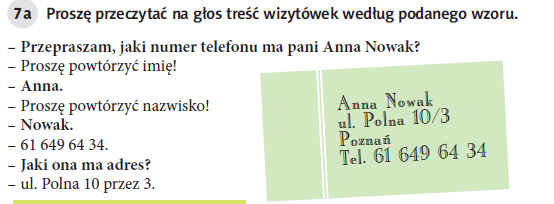 7a Proszę przeczytać na głos treść wizytówek według podanego wzoru.
– Przepraszam, jaki numer telefonu ma pani Anna Nowak?
– Proszę powtórzyć imię!
– Anna.
– Proszę powtórzyć nazwisko!
– Nowak.
– 61 649 64 34.
– Jaki ona ma adres?
– ul. Polna 10 przez 3.
Anna Nowak
ul. Polna 10/3
Poznań
Tel. 61 649 64 34